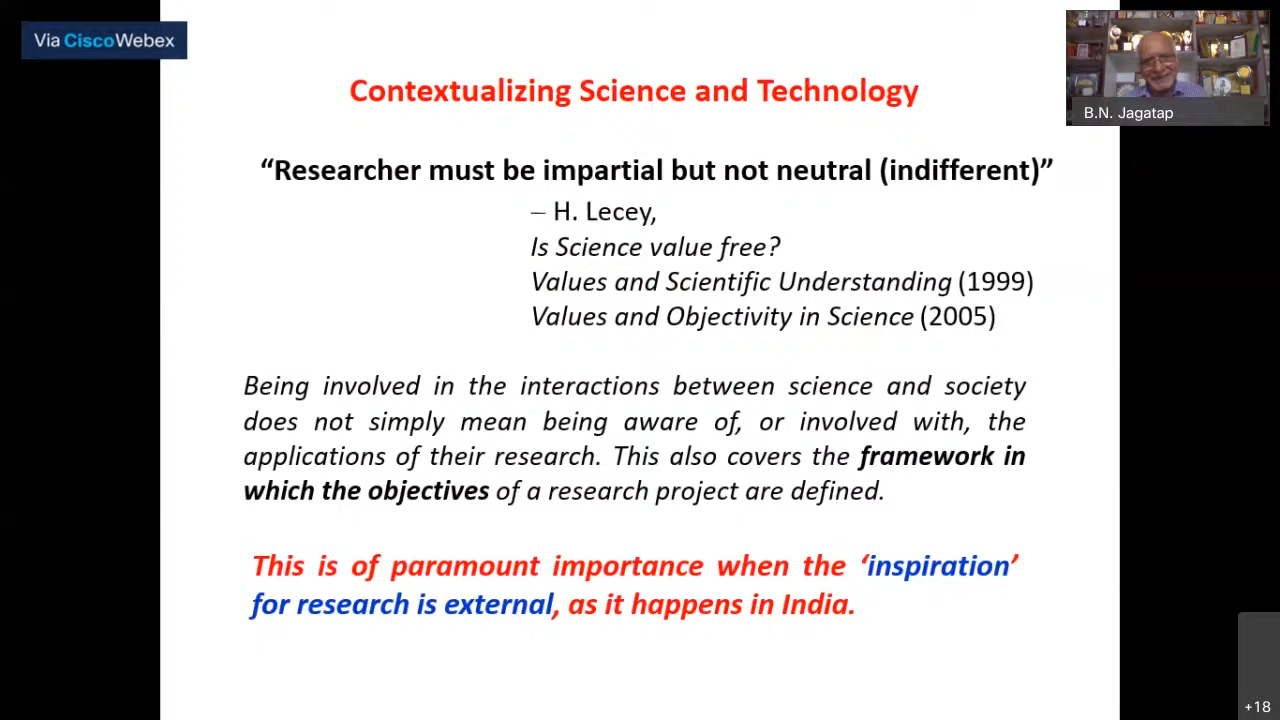 Via CiscoWebex
B.N. Jagatap
Contextualizing Science and Technology
“Researcher must be impartial but not neutral (indifferent)”
– H. Lecey,
Is Science value free?
Values and Scientific Understanding (1999)
Values and Objectivity in Science (2005)
Being involved in the interactions between science and society
does not simply mean being aware of, or involved with, the
applications of their research. This also covers the framework in
which the objectives of a research project are defined.
This is of paramount importance when the ‘inspiration’
for research is external, as it happens in India.
+18